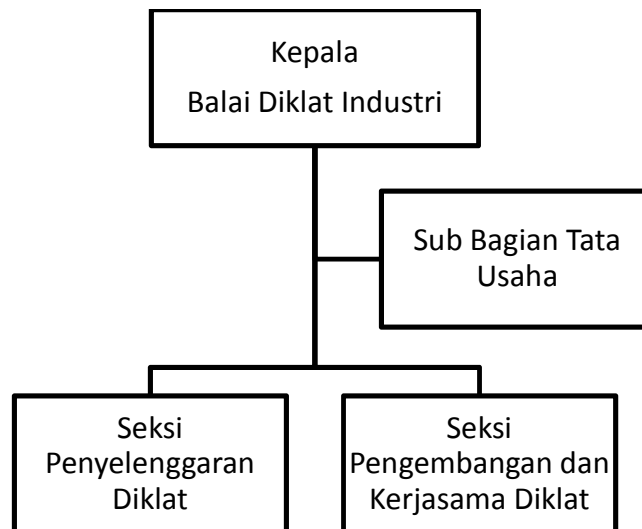 Kepala
Balai Diklat Industri
Sub Bagian Tata
Usaha
Seksi
Penyelenggaran
Diklat
Seksi
Pengembangan dan
Kerjasama Diklat